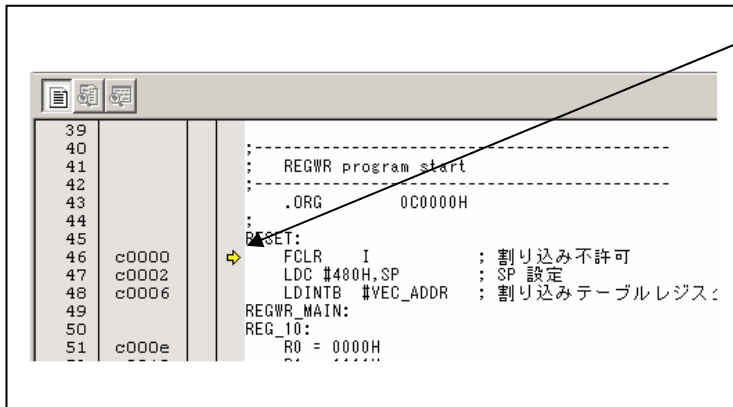 39
40 ;-------------------------------------------------
41 ; REGWR program start
42 ;-------------------------------------------------
43 .ORG 0C0000H
44 ;
45 RESET:
46 c0000 FCLR I ; 割り込み不許可
47 c0002 LDC #480H,SP ; SP 設定
48 c0006 LDINTB #VEC_ADDR ; 割り込みテーブルレジス
49 REGWR_MAIN:
50 REG_10:
51 c000e R0 = 0000H